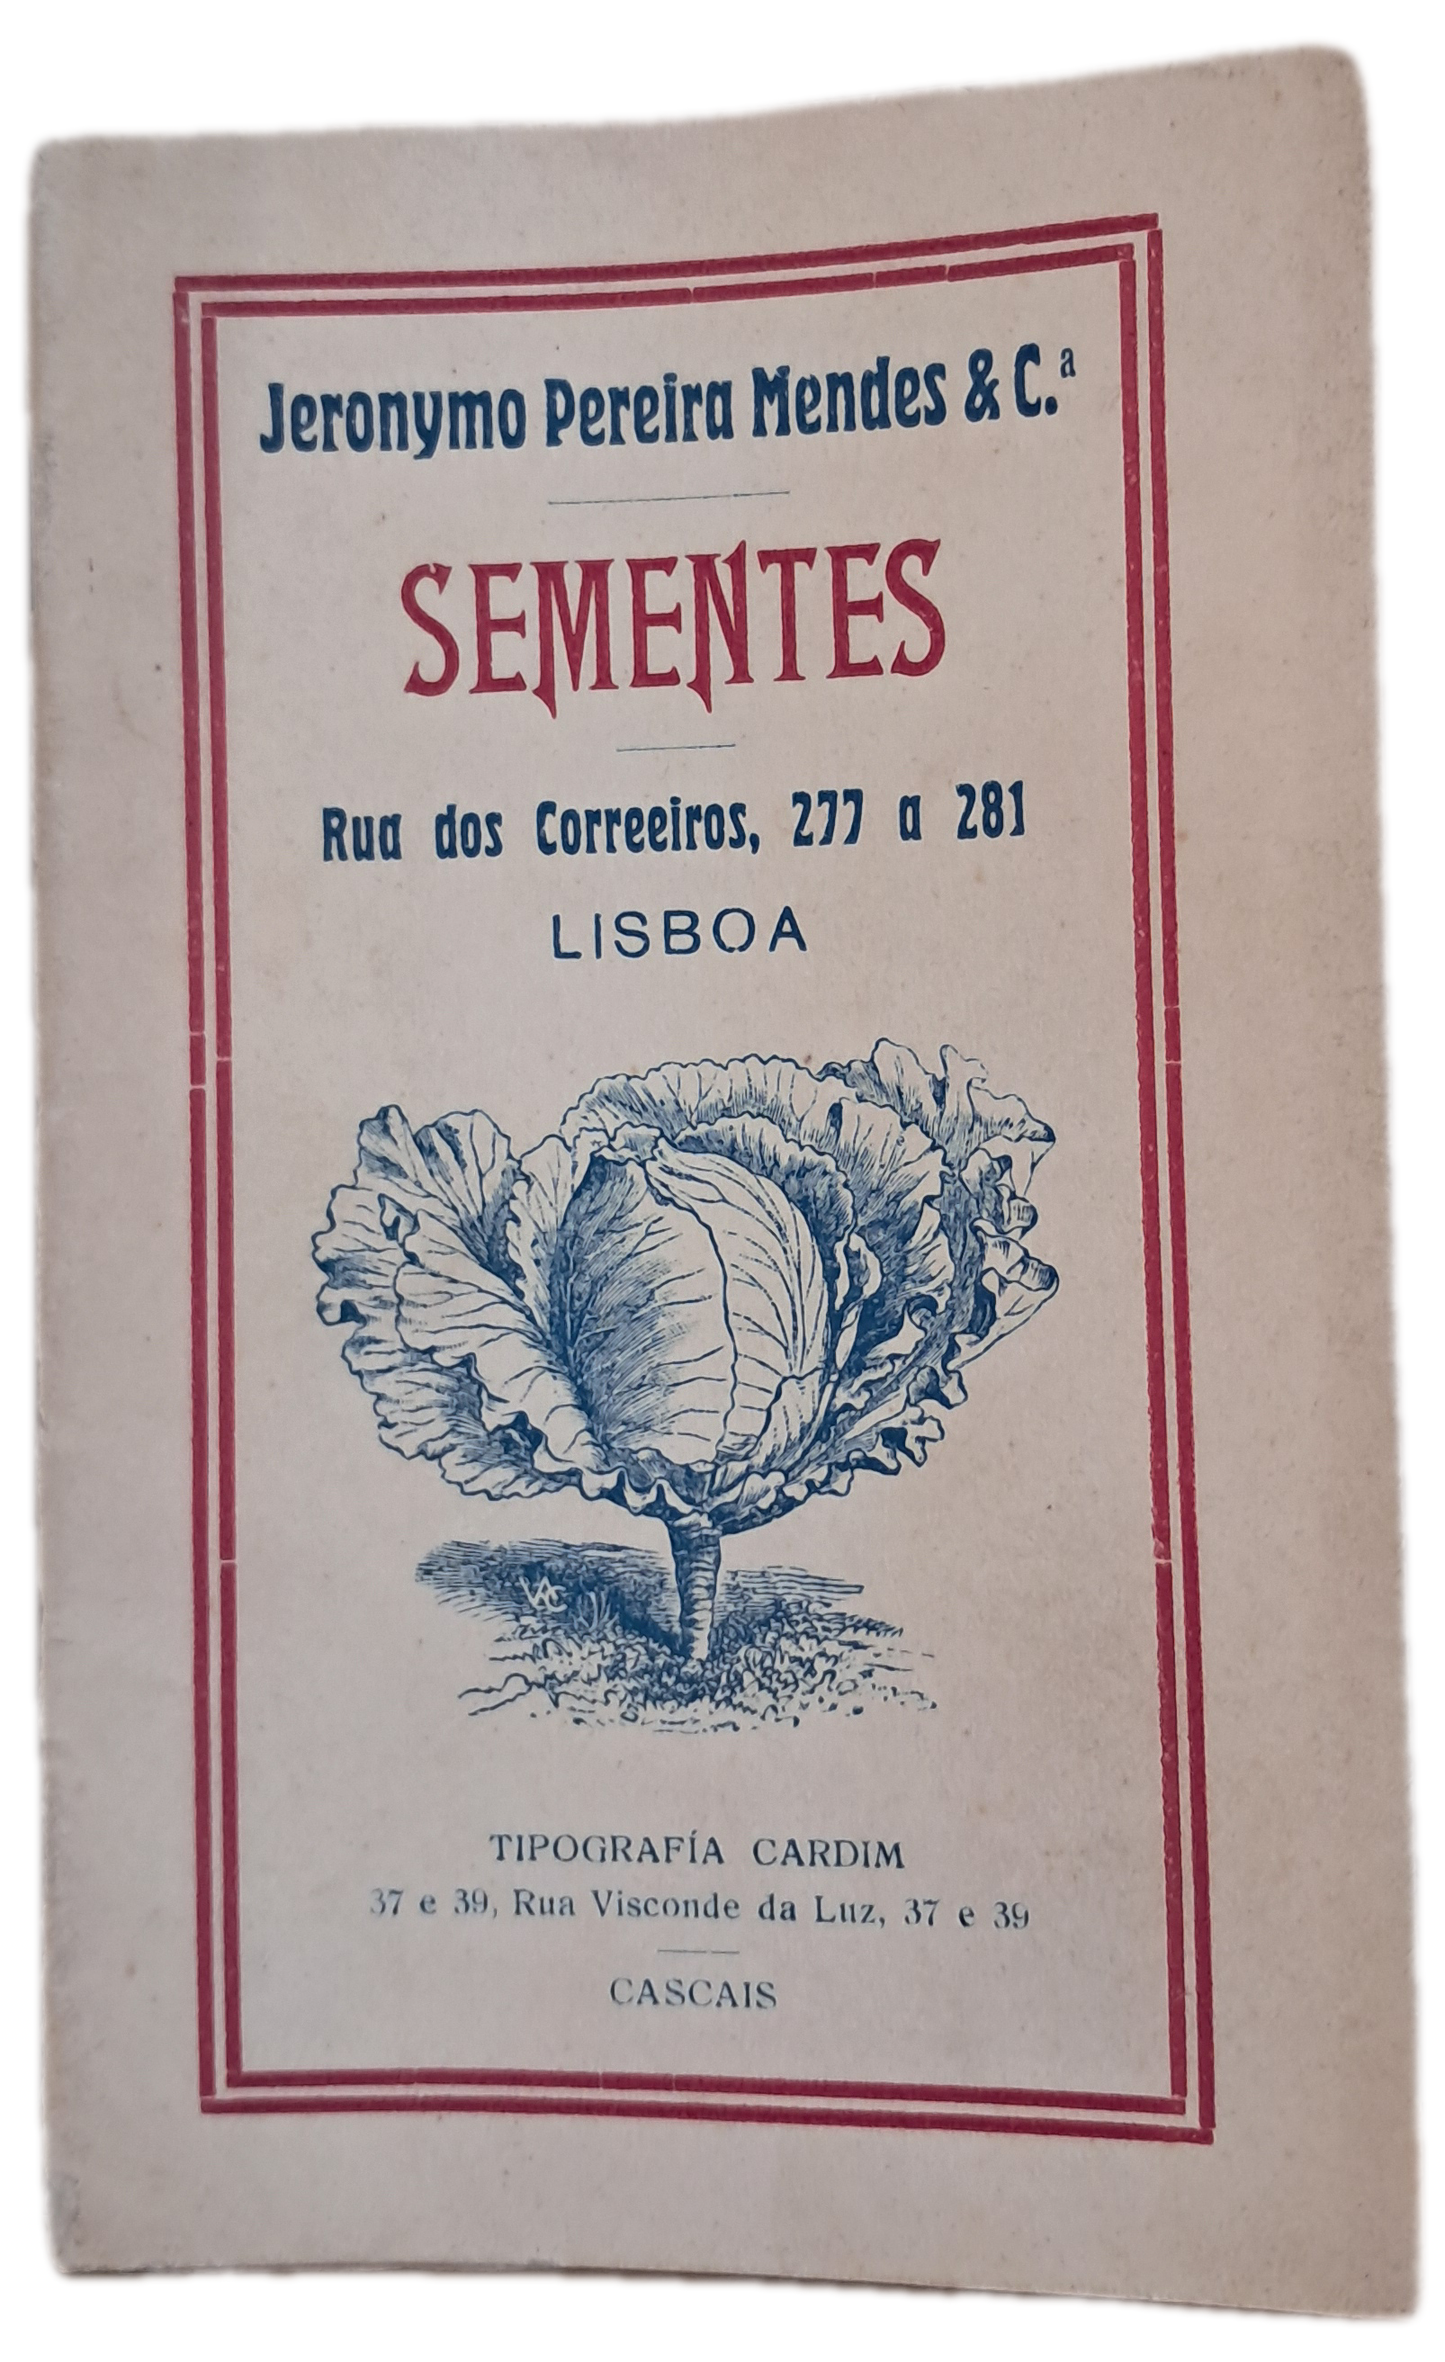 Jeronymo Pereira Mendes & C.ª
SEMENTES
Rua dos Correeiros, 277 a 281
LISBOA
TIPOGRAFÍA CARDIM
37 e 39, Rua Visconde da Luz, 37 e 39
CASCAIS